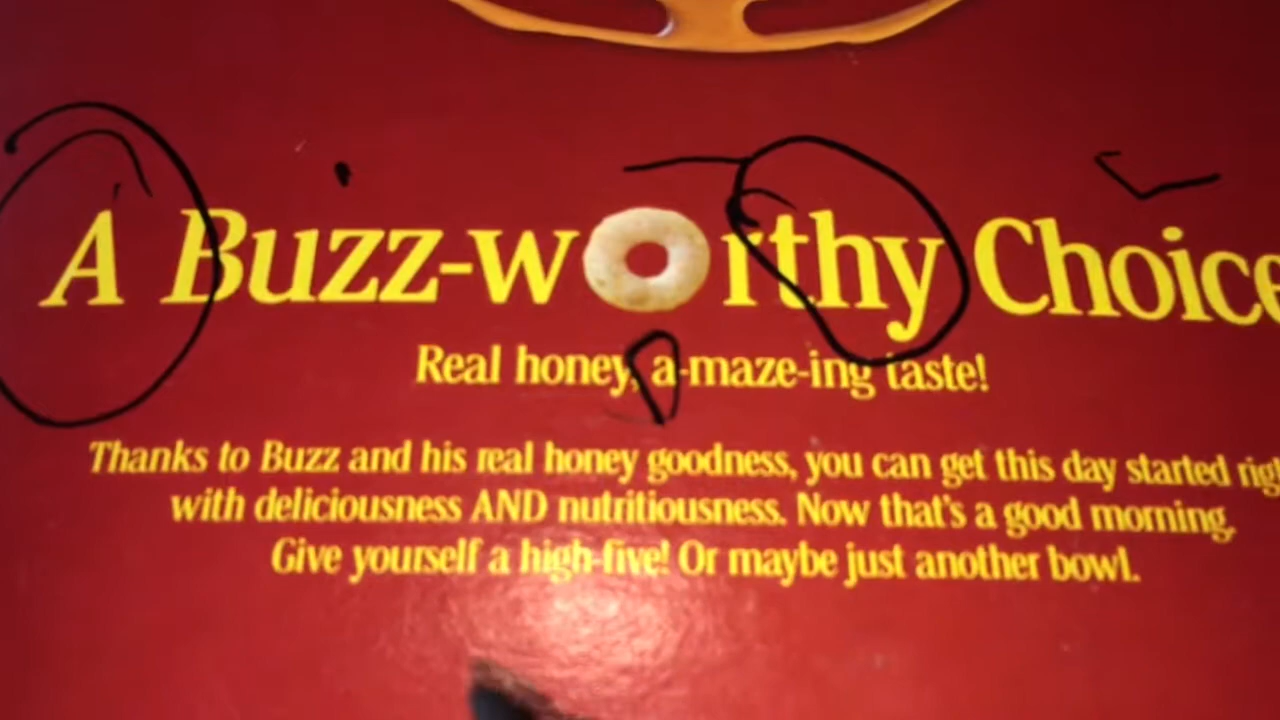 A Buzz-worthy Choice
Real honey, a-maze-ing taste!
Thanks to Buzz and his real honey goodness, you can get this day started
with deliciousness AND nutritiousness. Now that's a good morning.
Give yourself a high-five! Or maybe just another bowl.